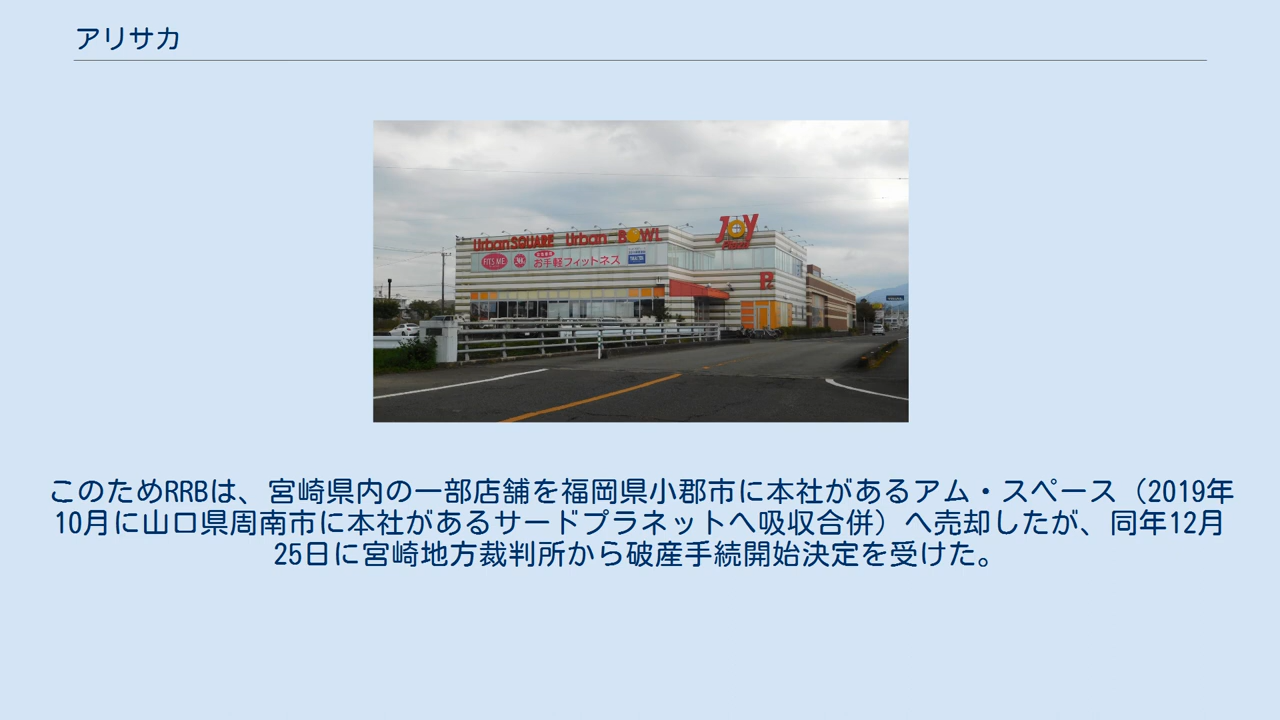 アリサカ
Urban SQUARE Urban BOWL
JOY
FITS ME
お手軽フィットネス
このためRRBは、宮崎県内の一部店舗を福岡県小郡市に本社があるアム・スペース（2019年
10月に山口県周南市に本社があるサードプラネットへ吸収合併）へ売却したが、同年12月
25日に宮崎地方裁判所から破産手続開始決定を受けた。